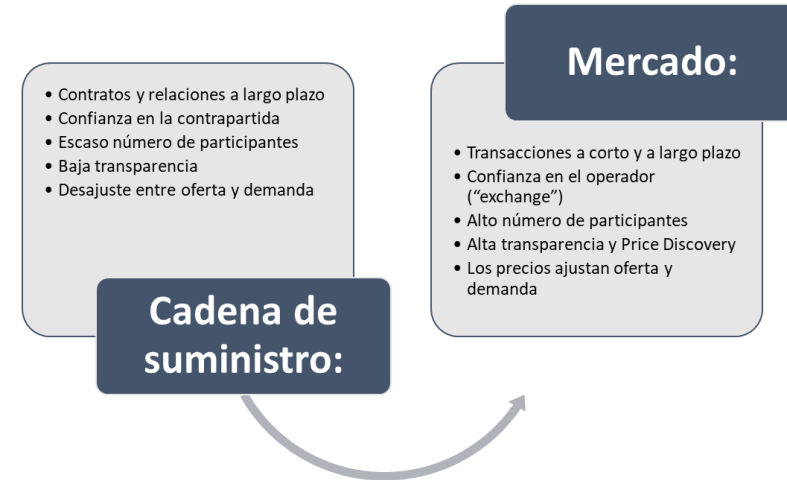 • Contratos y relaciones a largo plazo
• Confianza en la contrapartida
• Escaso número de participantes
• Baja transparencia
• Desajuste entre oferta y demanda
Cadena de
suministro:
Mercado:
• Transacciones a corto y a largo plazo
• Confianza en el operador
(“exchange”)
• Alto número de participantes
• Alta transparencia y Price Discovery
• Los precios ajustan oferta y
demanda